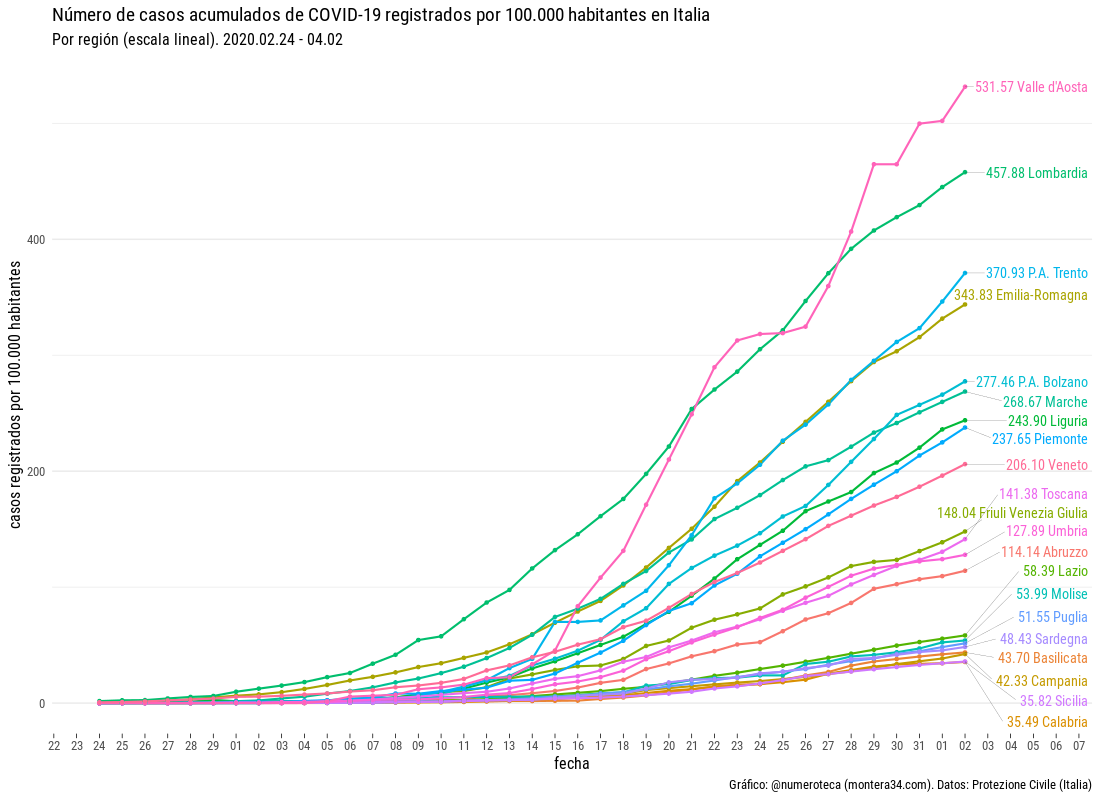 Número de casos acumulados de COVID-19 registrados por 100.000 habitantes en Italia
Por región (escala lineal). 2020.02.24 - 04.02
casos registrados por 100.000 habitantes
400
200
0
531.57 Valle d'Aosta
457.88 Lombardia
370.93 P.A. Trento
343.83 Emilia-Romagna
277.46 P.A. Bolzano
268.67 Marche
243.90 Liguria
237.65 Piemonte
206.10 Veneto
141.38 Toscana
148.04 Friuli Venezia Giulia
127.89 Umbria
114.14 Abruzzo
58.39 Lazio
53.99 Molise
51.55 Puglia
48.43 Sardegna
43.70 Basilicata
42.33 Campania
35.82 Sicilia
35.49 Calabria
22 23 24 25 26 27 28 29 01 02 03 04 05 06 07 08 09 10 11 12 13 14 15 16 17 18 19 20 21 22 23 24 25 26 27 28 29 30 31 01 02 03 04 05 06 07
fecha
Gráfico: @numeroteca (montera34.com). Datos: Protezione Civile (Italia)